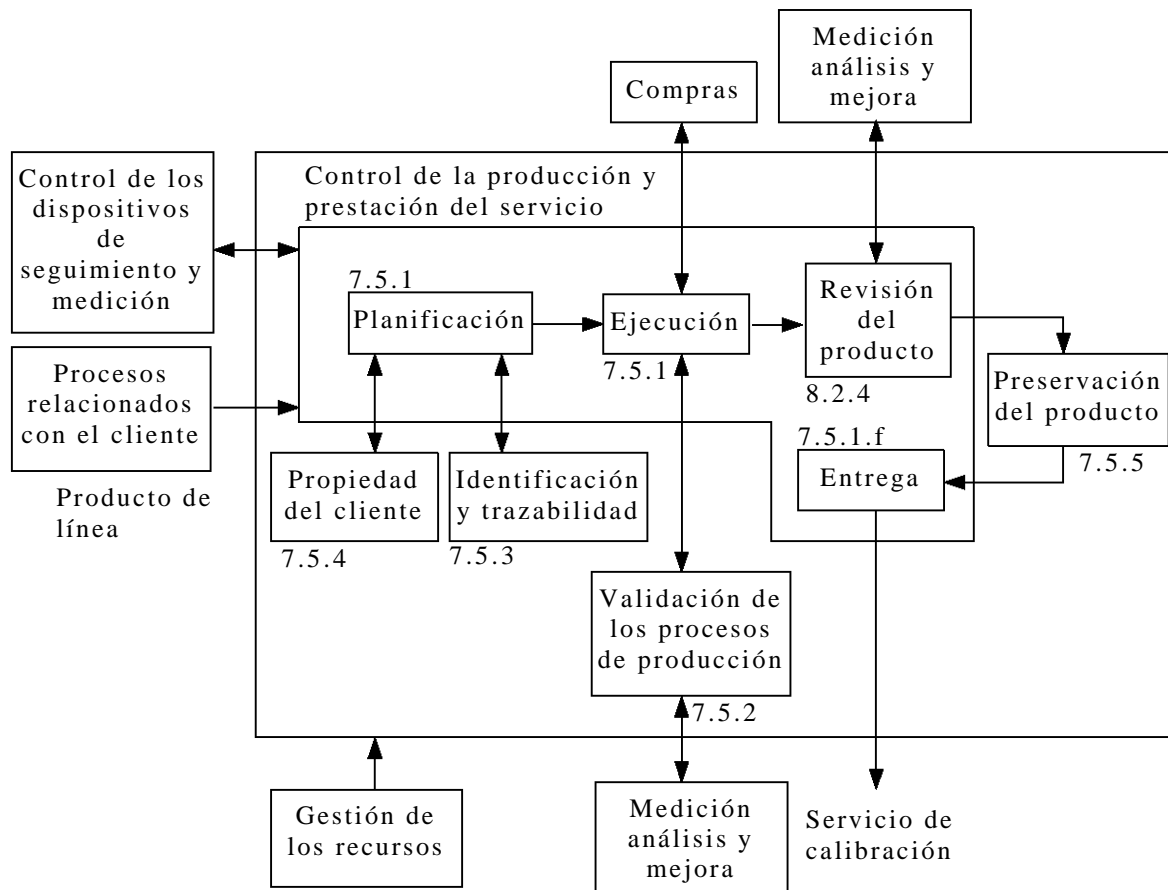 Medición
análisis y
mejora
Compras
Control de los
dispositivos
de
seguimiento y
medición
Control de la producción y
prestación del servicio
7.5.1
Planificación
Ejecución
7.5.1
Revisión
del
producto
8.2.4
Procesos
relacionados
con el cliente
Preservación
del producto
7.5.5
7.5.1.f
Entrega
Producto de
línea
Propiedad
del cliente
7.5.4
Identificación
y trazabilidad
7.5.3
Validación de
los procesos
de producción
7.5.2
Gestión de
los recursos
Medición
análisis y
mejora
Servicio de
calibración